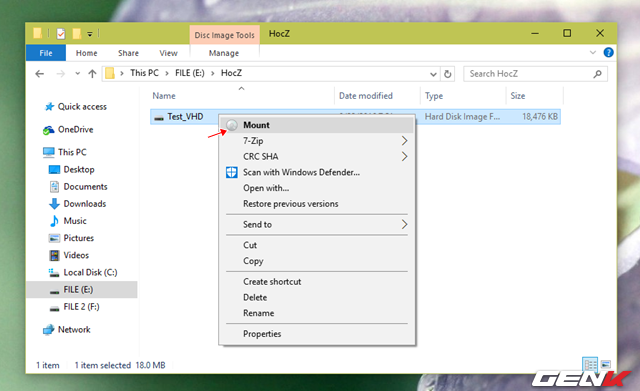 Disc Image Tools
HocZ
File
Home
Share
View
Manage
This PC > FILE (E:) > HocZ
Search HocZ
Name
Date modified
Type
Size
Quick access
OneDrive
This PC
Desktop
Documents
Downloads
Music
Pictures
Videos
Local Disk (C:)
FILE (E:)
FILE 2 (F:)
Network
Test_VHD
Hard Disk Image F...
18,476 KB
Mount
7-Zip
CRC SHA
Scan with Windows Defender...
Open with...
Restore previous versions
Send to
Cut
Copy
Create shortcut
Delete
Rename
Properties
1 item
1 item selected 18.0 MB
GENK